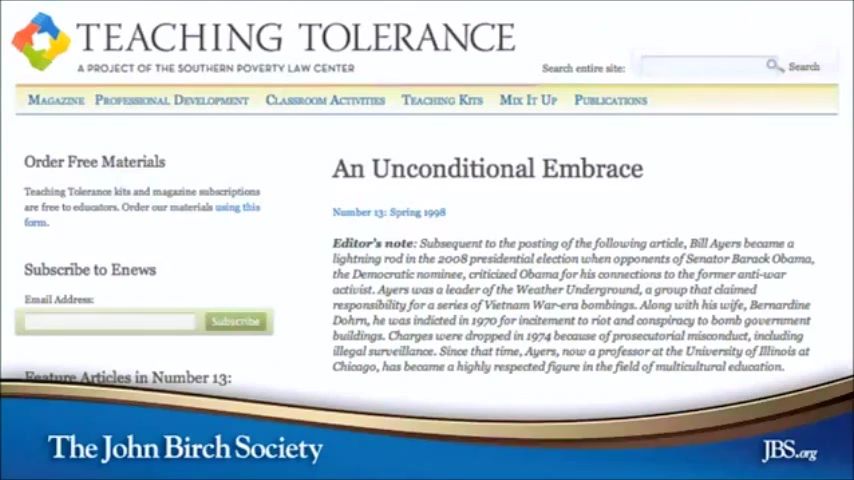 TEACHING TOLERANCE
A PROJECT OF THE SOUTHERN POVERTY LAW CENTER
Search entire site:
Search
MAGAZINE PROFESSIONAL DEVELOPMENT CLASSROOM ACTIVITIES TEACHING KITS MIX IT UP PUBLICATIONS
Order Free Materials
Teaching Tolerance kits and magazine subscriptions
are free to educators. Order our materials using this
form.
Subscribe to Enews
Email Address:
Subscribe
Feature Articles in Number 13:
An Unconditional Embrace
Number 13: Spring 1998
Editor's note: Subsequent to the posting of the following article, Bill Ayers became a
lightning rod in the 2008 presidential election when opponents of Senator Barack Obama,
the Democratic nominee, criticized Obama for his connections to the former anti-war
activist. Ayers was a leader of the Weather Underground, a group that claimed
responsibility for a series of Vietnam War-era bombings. Along with his wife, Bernardine
Dohrn, he was indicted in 1970 for incitement to riot and conspiracy to bomb government
buildings. Charges were dropped in 1974 because of prosecutorial misconduct, including
illegal surveillance. Since that time, Ayers, now a professor at the University of Illinois at
Chicago, has become a highly respected figure in the field of multicultural education.
The John Birch Society
JBS.org